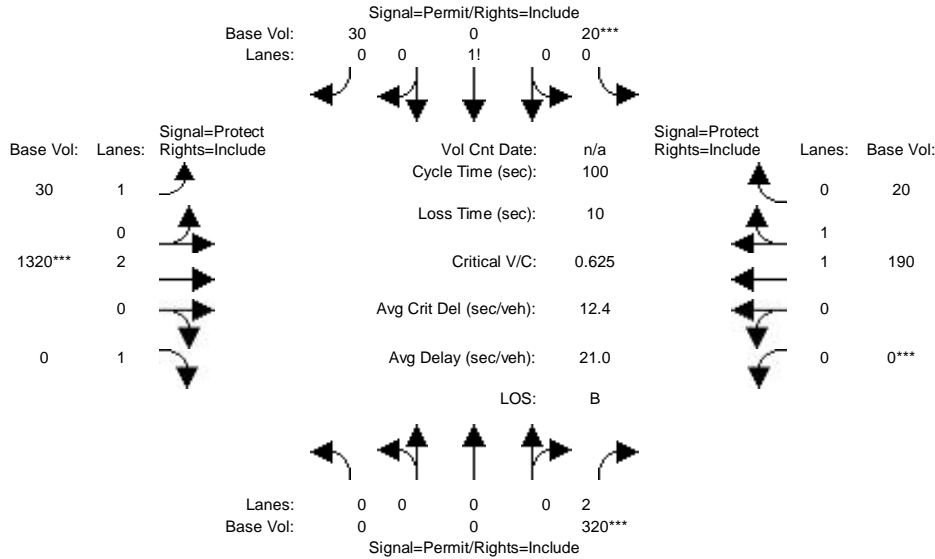 Signal=Permit/Rights=Include
Base Vol: 30 0 20***
Lanes: 0 0 1! 0 0
Signal=Protect Signal=Protect
Base Vol: Lanes: Rights=Include Vol Cnt Date: n/a Rights=Include Lanes: Base Vol:
Cycle Time (sec): 100
30 1 0 20
Loss Time (sec): 10
0 1
1320*** 2 Critical V/C: 0.625 1 190
0 Avg Crit Del (sec/veh): 12.4 0
0 1 Avg Delay (sec/veh): 21.0 0 0***
LOS: B
Lanes: 0 0 0 0 2
Base Vol: 0 0 320***
Signal=Permit/Rights=Include